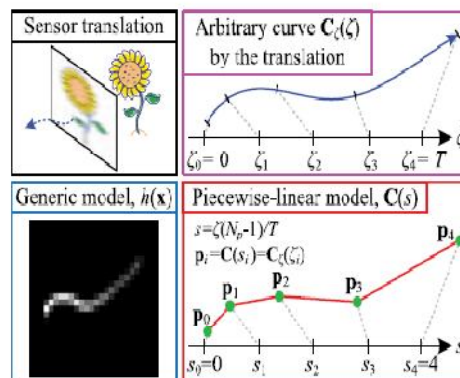 Sensor translation
Arbitrary curve C_ζ(ζ)
by the translation
ζ₀= 0 ζ₁ ζ₂ ζ₃ ζ₄= T
Generic model, h(x)
Piecewise-linear model, C(s)
s=ζ(N_p-1)/T
p_i=C(s_i)=C_ζ(ζ_i)
p₀ p₁ p₂ p₃ p₄
s₀=0 s₁ s₂ s₃ s₄=4 s